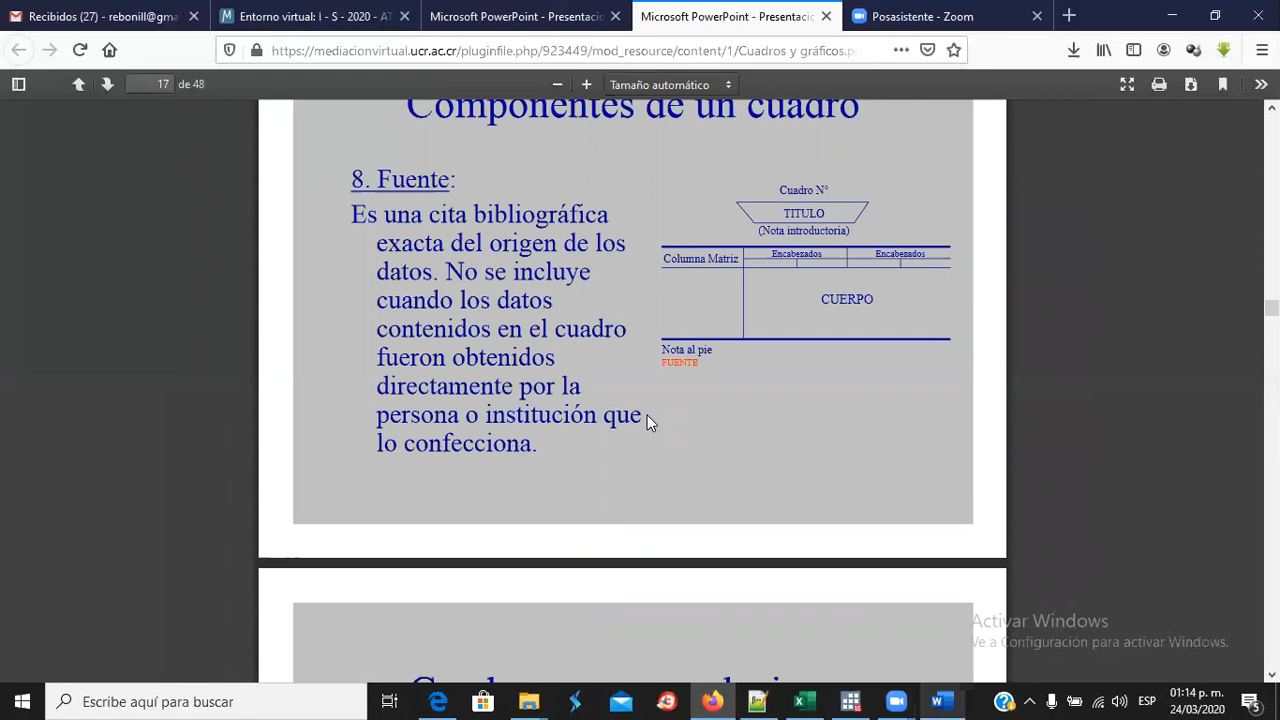 Recibidos (27) - rebonill@gma
Entorno virtual: I - S - 2020 - AT
Microsoft PowerPoint - Presentacio
Microsoft PowerPoint - Presentacio
Posasistente - Zoom
https://mediacionvirtual.ucr.ac.cr/pluginfile.php/923449/mod_resource/content/1/Cuadros y gráficos.p
17 de 48
Tamaño automático
Componentes de un cuadro
8. Fuente:
Es una cita bibliográfica
exacta del origen de los
datos. No se incluye
cuando los datos
contenidos en el cuadro
fueron obtenidos
directamente por la
persona o institución que
lo confecciona.
Cuadro N°
TITULO
(Nota introductoria)
Columna Matriz
Encabezados
Encabezados
CUERPO
Nota al pie
FUENTE
Activar Windows
Ve a Configuración para activar Windows.
Escribe aquí para buscar
ESP
01:14 p. m.
24/03/2020
5